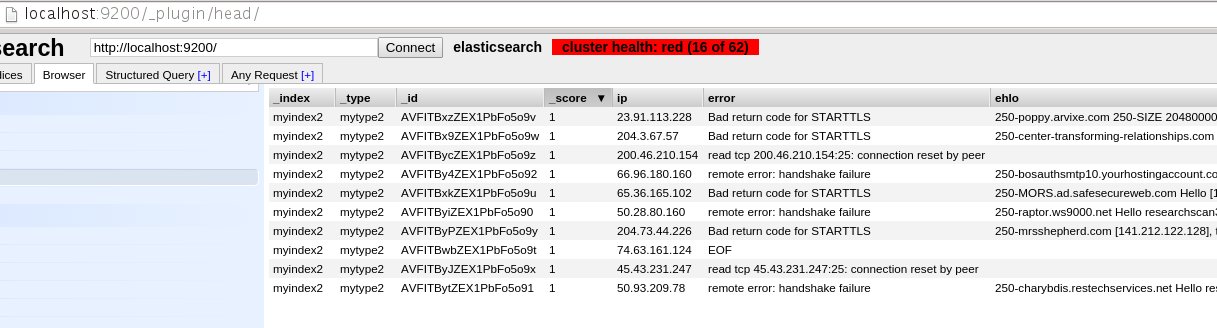 localhost:9200/_plugin/head/
search http://localhost:9200/ Connect elasticsearch cluster health: red (16 of 62)
dices Browser Structured Query [+] Any Request [+]
_index _type _id _score ▼ ip error ehlo
myindex2 mytype2 AVFITBxzZEX1PbFo5o9v 1 23.91.113.228 Bad return code for STARTTLS 250-poppy.arvixe.com 250-SIZE 20480000
myindex2 mytype2 AVFITBx9ZEX1PbFo5o9w 1 204.3.67.57 Bad return code for STARTTLS 250-center-transforming-relationships.com
myindex2 mytype2 AVFITBycZEX1PbFo5o9z 1 200.46.210.154 read tcp 200.46.210.154:25: connection reset by peer
myindex2 mytype2 AVFITBy4ZEX1PbFo5o92 1 66.96.180.160 remote error: handshake failure 250-bosauthsmtp10.yourhostingaccount.co
myindex2 mytype2 AVFITBxkZEX1PbFo5o9u 1 65.36.165.102 Bad return code for STARTTLS 250-MORS.ad.safesecureweb.com Hello [1
myindex2 mytype2 AVFITByiZEX1PbFo5o90 1 50.28.80.160 remote error: handshake failure 250-raptor.ws9000.net Hello researchscan3
myindex2 mytype2 AVFITByPZEX1PbFo5o9y 1 204.73.44.226 Bad return code for STARTTLS 250-mrsshepherd.com [141.212.122.128], t
myindex2 mytype2 AVFITBwbZEX1PbFo5o9t 1 74.63.161.124 EOF
myindex2 mytype2 AVFITByJZEX1PbFo5o9x 1 45.43.231.247 read tcp 45.43.231.247:25: connection reset by peer
myindex2 mytype2 AVFITBytZEX1PbFo5o91 1 50.93.209.78 remote error: handshake failure 250-charybdis.restechservices.net Hello re